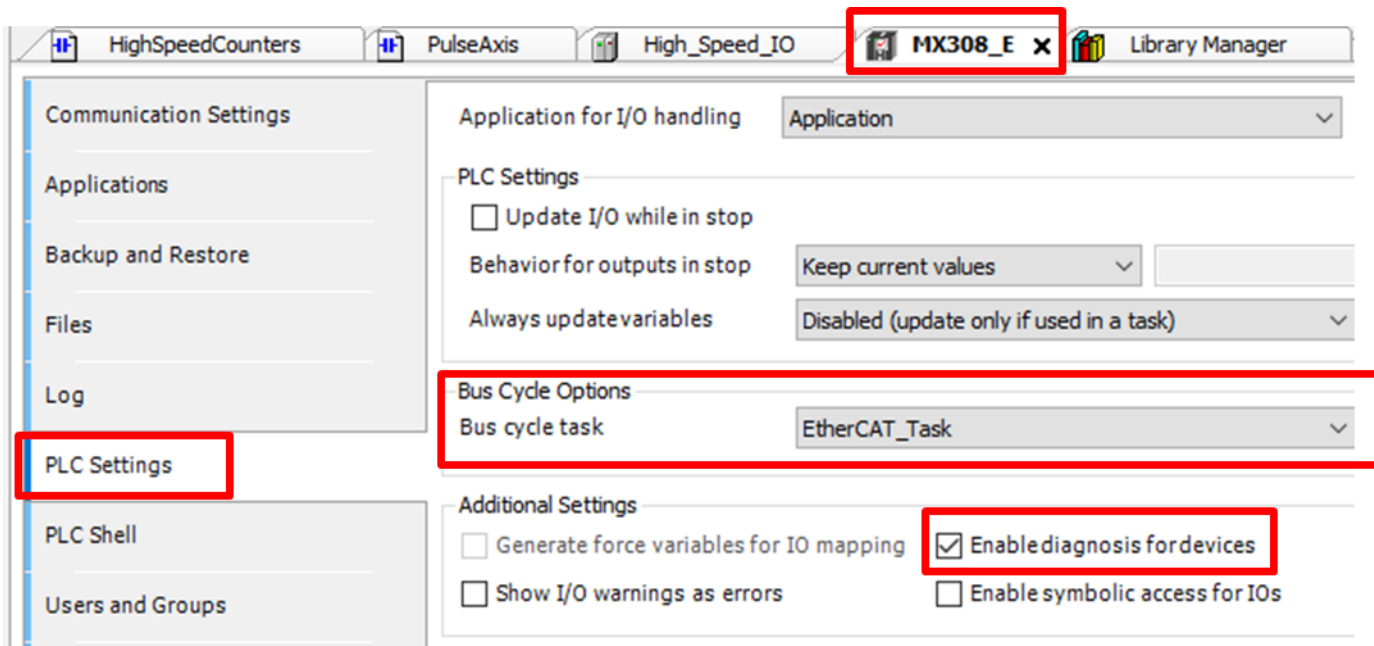 HighSpeedCounters PulseAxis High_Speed_IO MX308_E Library Manager
Communication Settings
Applications
Backup and Restore
Files
Log
PLC Settings
PLC Shell
Users and Groups
Application for I/O handling Application
PLC Settings
Update I/O while in stop
Behavior for outputs in stop Keep current values
Always update variables Disabled (update only if used in a task)
Bus Cycle Options
Bus cycle task EtherCAT_Task
Additional Settings
Generate force variables for IO mapping Enable diagnosis for devices
Show I/O warnings as errors Enable symbolic access for IOs